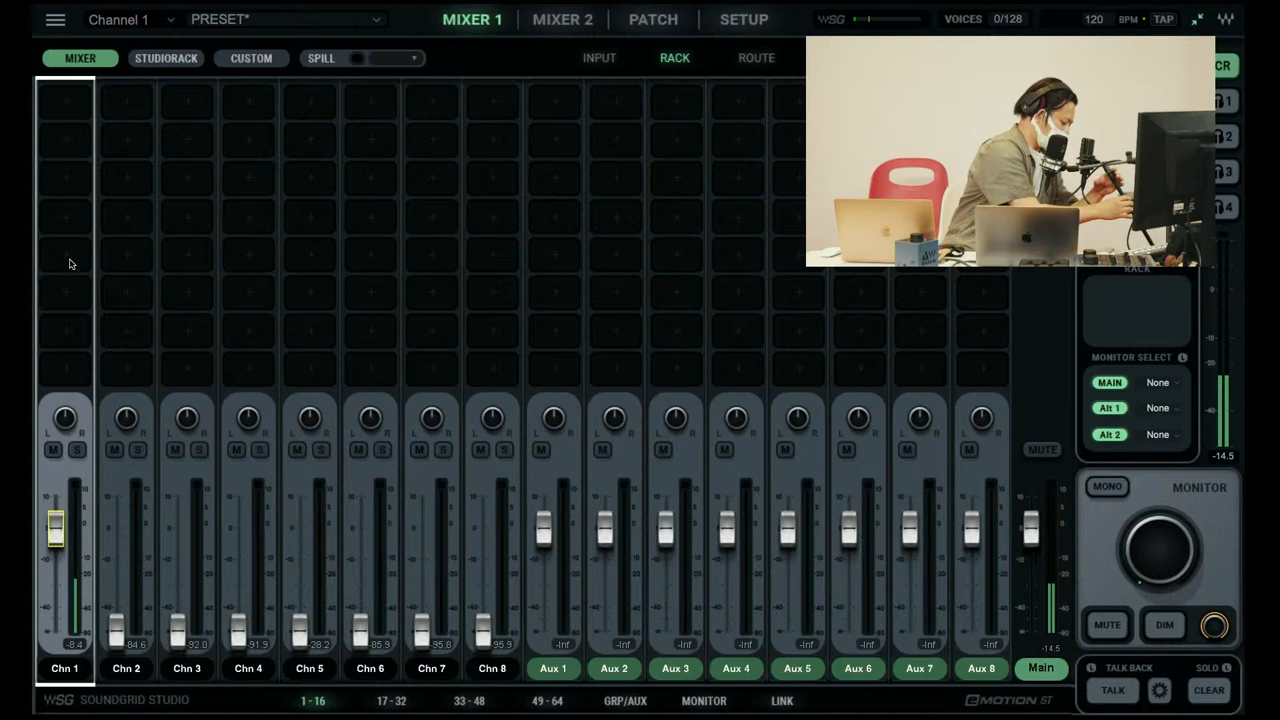 Channel 1 PRESET* MIXER 1 MIXER 2 PATCH SETUP WSG VOICES 0/128 120 BPM TAP
MIXER STUDIORACK CUSTOM SPILL INPUT RACK ROUTE CR
1
2
3
4
RACK
MONITOR SELECT L
MAIN None
Alt 1 None
Alt 2 None
L R L R L R L R L R L R L R L R L R L R L R L R L R L R L R L R
M S M S M S M S M S M S M S M S M M M M M M M M MUTE
-14.5
MONO MONITOR
MUTE DIM
-8.4 -84.6 -92.0 -91.9 -28.2 -85.9 -95.8 -95.9 -Inf -Inf -Inf -Inf -Inf -Inf -Inf -Inf -14.5
Chn 1 Chn 2 Chn 3 Chn 4 Chn 5 Chn 6 Chn 7 Chn 8 Aux 1 Aux 2 Aux 3 Aux 4 Aux 5 Aux 6 Aux 7 Aux 8 Main
L TALK BACK SOLO L
TALK CLEAR
WSG SOUNDGRID STUDIO 1-16 17-32 33-48 49-64 GRP/AUX MONITOR LINK eMOTION ST